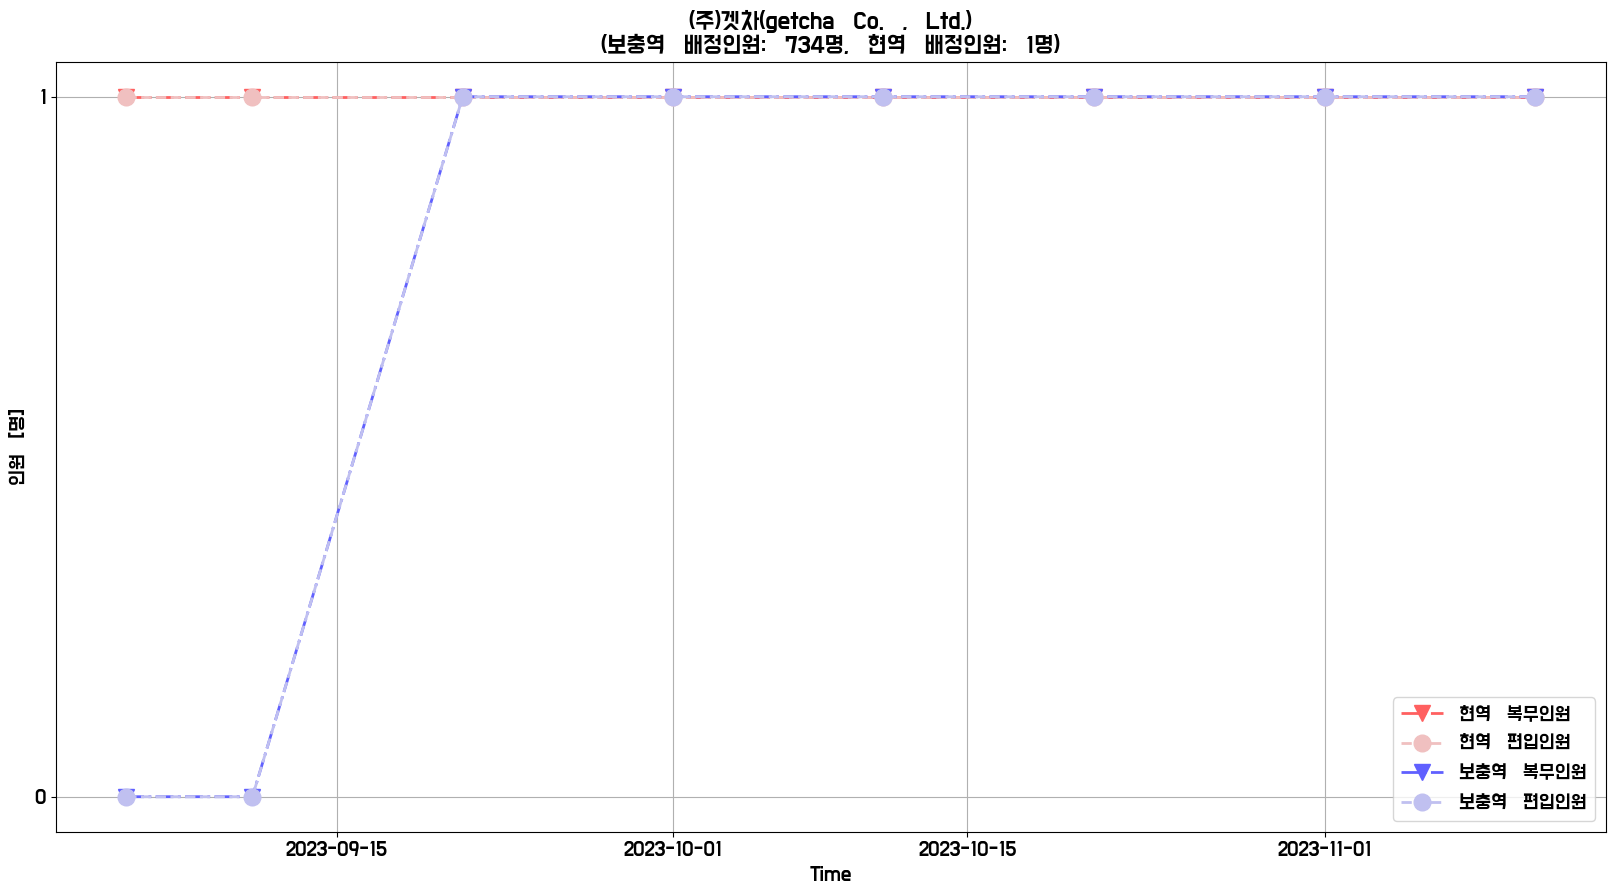 (주)겟차(getcha Co. , Ltd.)
(보충역 배정인원: 734명, 현역 배정인원: 1명)
1
0
인원 [명]
2023-09-15
2023-10-01
2023-10-15
2023-11-01
Time
현역 복무인원
현역 편입인원
보충역 복무인원
보충역 편입인원